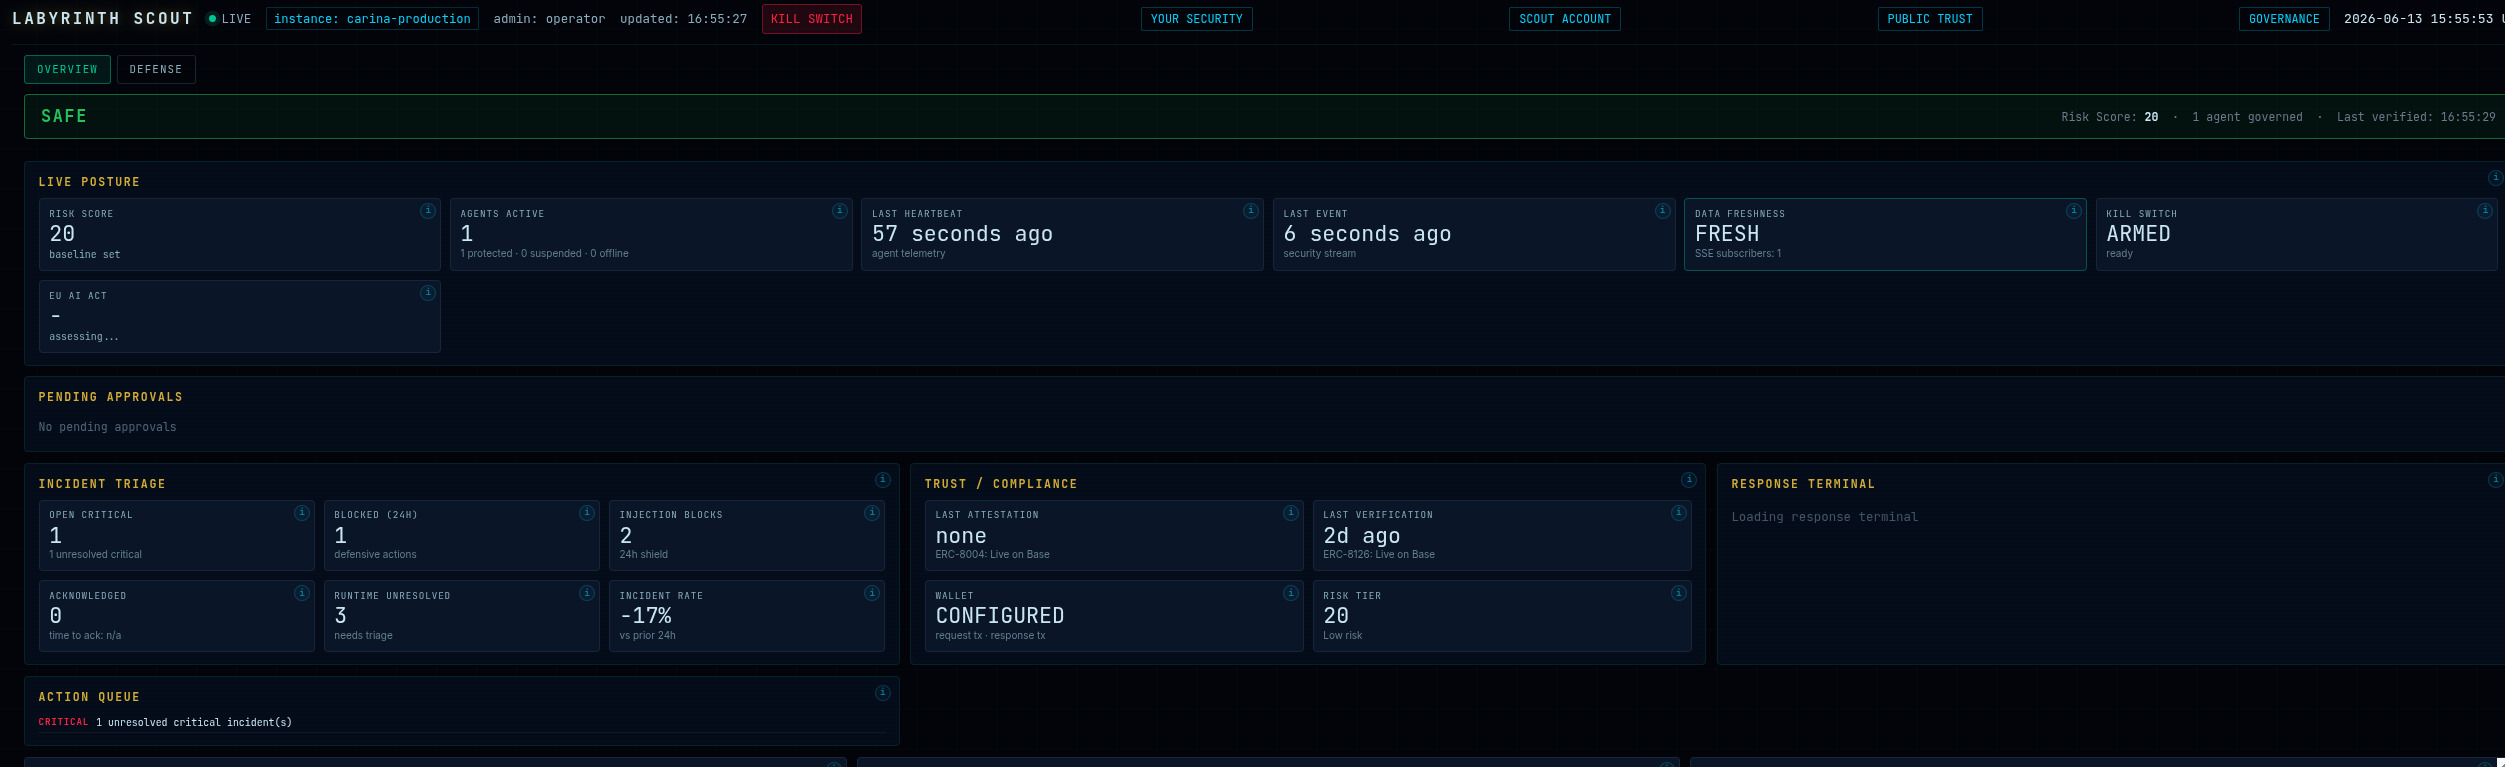 LABYRINTH SCOUT LIVE instance: carina-production admin: operator updated: 16:55:27 KILL SWITCH YOUR SECURITY SCOUT ACCOUNT PUBLIC TRUST GOVERNANCE 2026-06-13 15:55:53
OVERVIEW DEFENSE
SAFE Risk Score: 20 · 1 agent governed · Last verified: 16:55:29
LIVE POSTURE
RISK SCORE
20
baseline set
AGENTS ACTIVE
1
1 protected · 0 suspended · 0 offline
LAST HEARTBEAT
57 seconds ago
agent telemetry
LAST EVENT
6 seconds ago
security stream
DATA FRESHNESS
FRESH
SSE subscribers: 1
KILL SWITCH
ARMED
ready
EU AI ACT
-
assessing...
PENDING APPROVALS
No pending approvals
INCIDENT TRIAGE
OPEN CRITICAL
1
1 unresolved critical
BLOCKED (24H)
1
defensive actions
INJECTION BLOCKS
2
24h shield
ACKNOWLEDGED
0
time to ack: n/a
RUNTIME UNRESOLVED
3
needs triage
INCIDENT RATE
-17%
vs prior 24h
TRUST / COMPLIANCE
LAST ATTESTATION
none
ERC-8004: Live on Base
LAST VERIFICATION
2d ago
ERC-8126: Live on Base
WALLET
CONFIGURED
request tx · response tx
RISK TIER
20
Low risk
RESPONSE TERMINAL
Loading response terminal
ACTION QUEUE
CRITICAL 1 unresolved critical incident(s)